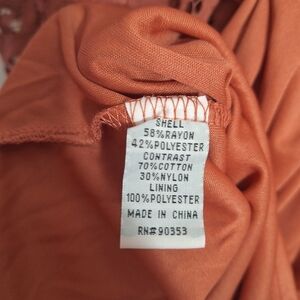 SHELL
58%RAYON
42%POLYESTER
CONTRAST
70%COTTON
30%NYLON
LINING
100%POLYESTER
MADE IN CHINA
RN#90353